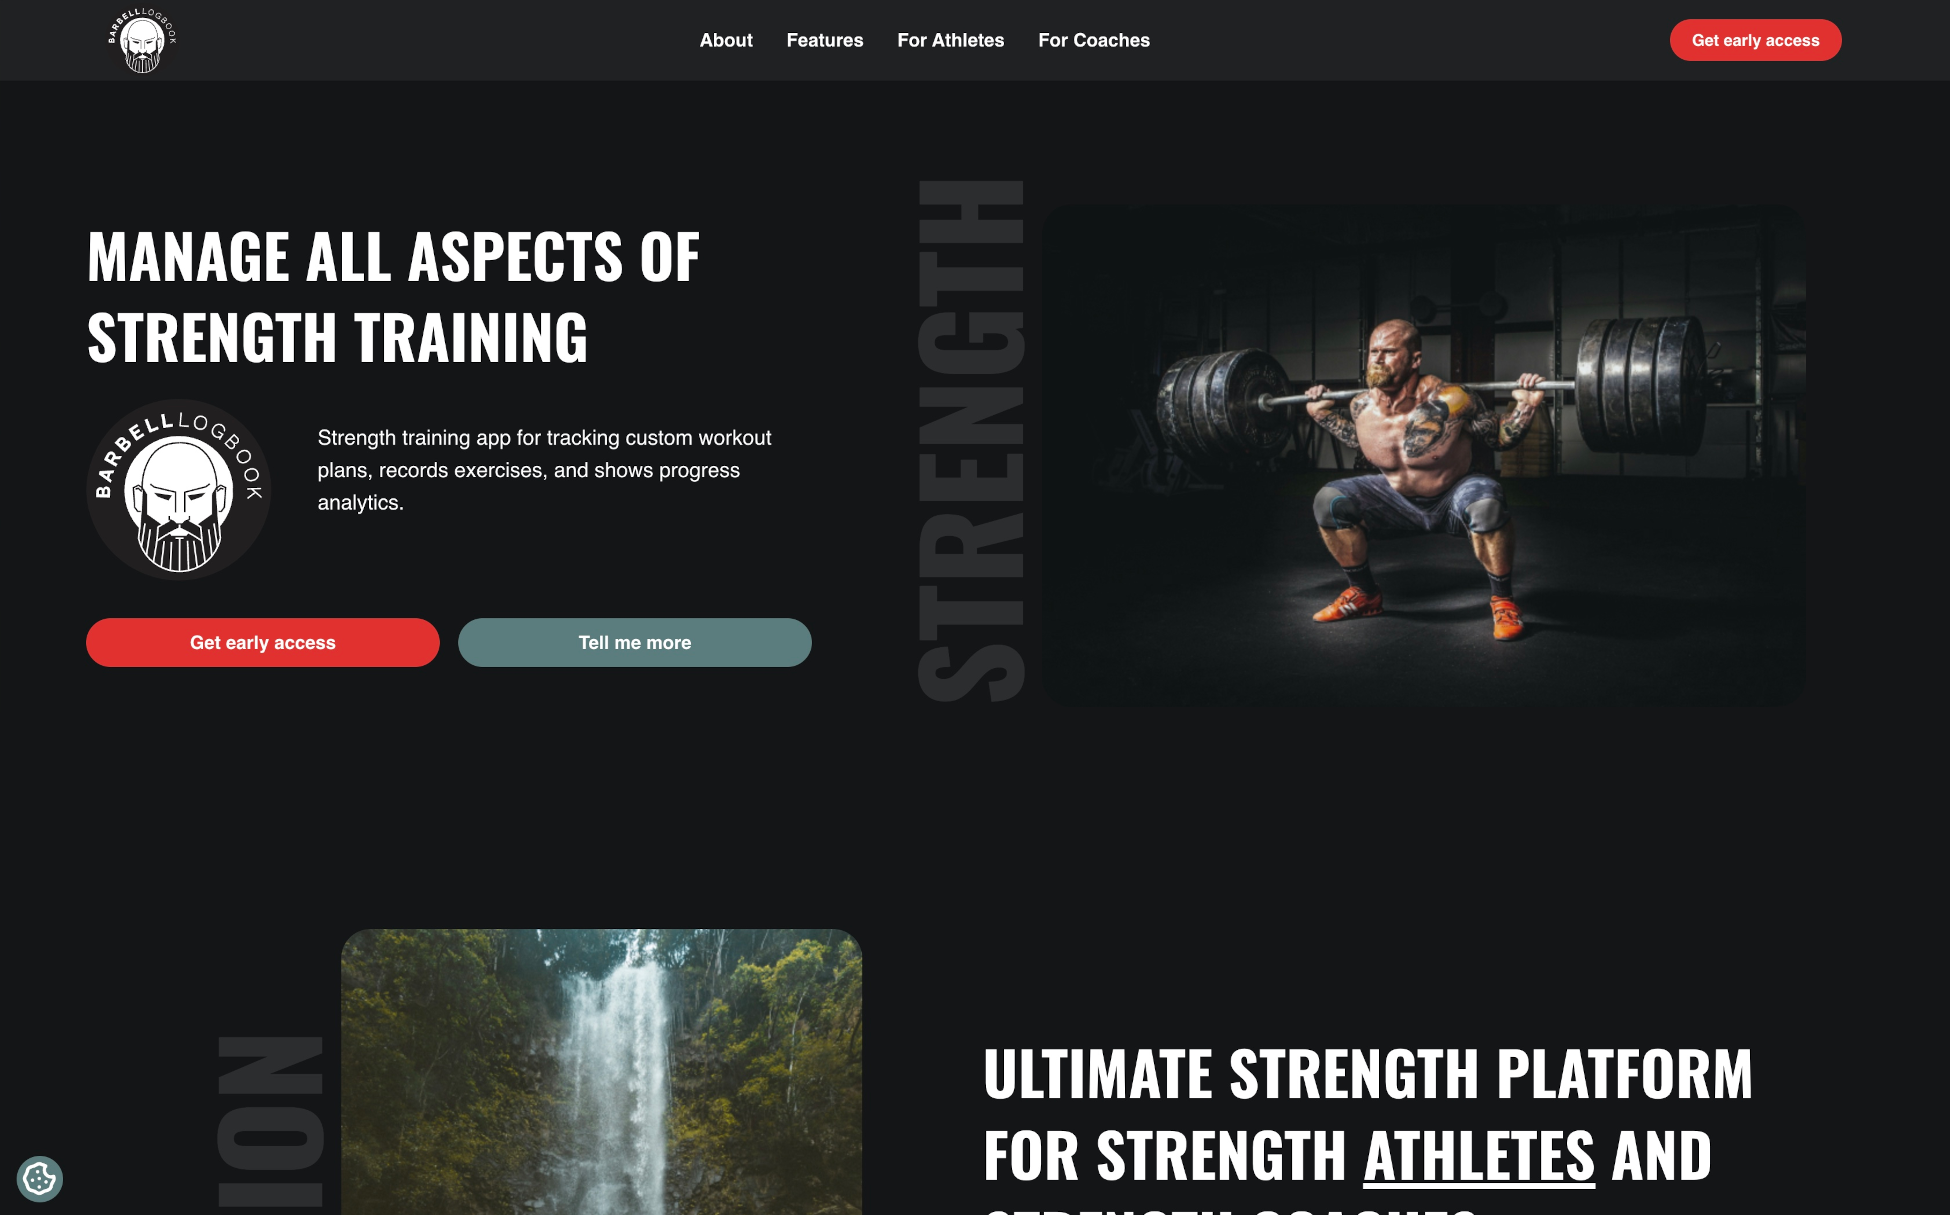 BARBELLLOGBOOK
About
Features
For Athletes
For Coaches
Get early access
MANAGE ALL ASPECTS OF
STRENGTH TRAINING
BARBELLLOGBOOK
Strength training app for tracking custom workout
plans, records exercises, and shows progress
analytics.
Get early access
Tell me more
STRENGTH
ULTIMATE STRENGTH PLATFORM
FOR STRENGTH ATHLETES AND
STRENGTH COACHES